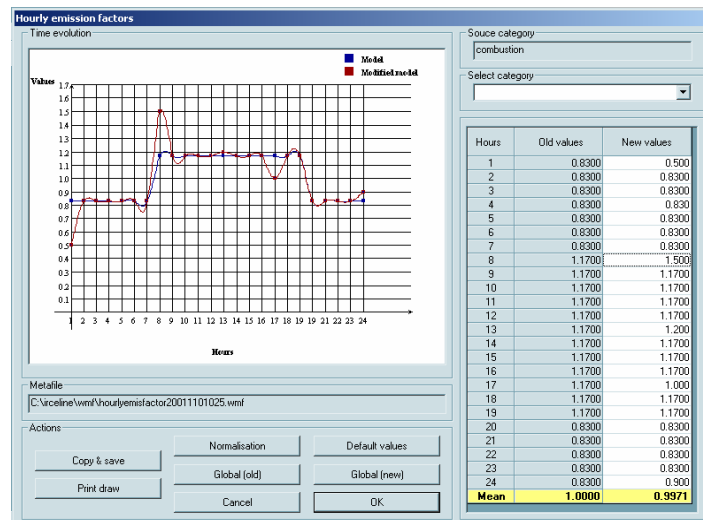 Hourly emission factors
Time evolution
Model
Modified model
Values
1.7
1.6
1.5
1.4
1.3
1.2
1.1
1.0
0.9
0.8
0.7
0.6
0.5
0.4
0.3
0.2
0.1
1 2 3 4 5 6 7 8 9 10 11 12 13 14 15 16 17 18 19 19 21 22 23 24
Hours
Metafile
C:\irceline\wmf\hourlyemisfactor20011101025.wmf
Actions
Copy & save
Print draw
Normalisation
Default values
Global (old)
Global (new)
Cancel
OK
Souce category
combustion
Select category
Hours Old values New values
1 0.8300 0.500
2 0.8300 0.8300
3 0.8300 0.8300
4 0.8300 0.830
5 0.8300 0.8300
6 0.8300 0.8300
7 0.8300 0.8300
8 1.1700 1.500
9 1.1700 1.1700
10 1.1700 1.1700
11 1.1700 1.1700
12 1.1700 1.1700
13 1.1700 1.200
14 1.1700 1.1700
15 1.1700 1.1700
16 1.1700 1.1700
17 1.1700 1.000
18 1.1700 1.1700
19 1.1700 1.1700
20 0.8300 0.8300
21 0.8300 0.8300
22 0.8300 0.8300
23 0.8300 0.8300
24 0.8300 0.900
Mean 1.0000 0.9971